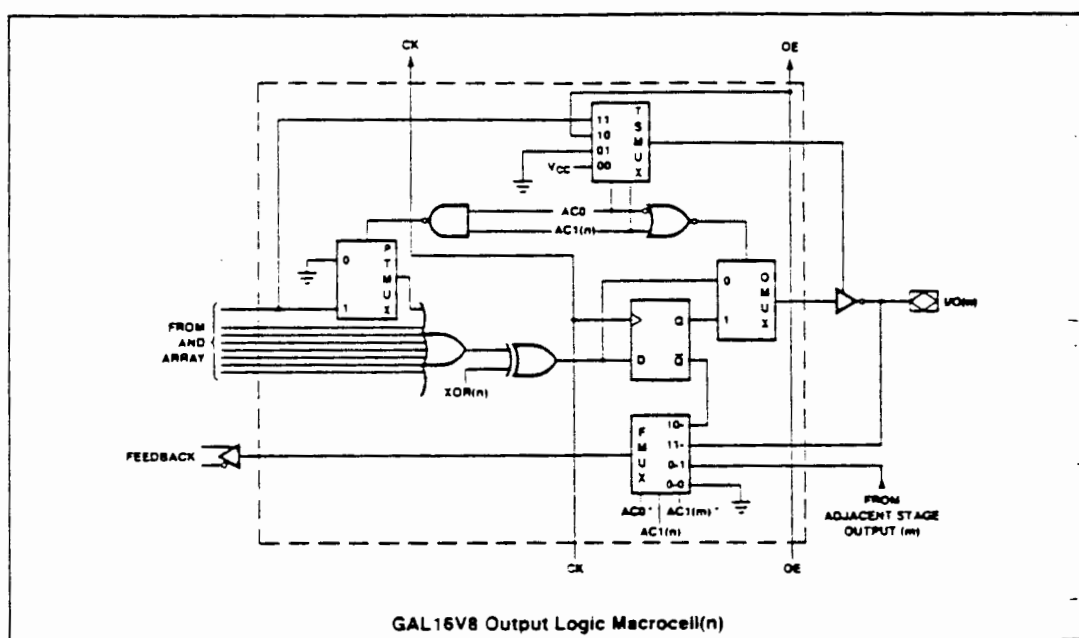 CK
OE
11
10
01
00
T
S
M
U
X
VCC
AC0
AC1(n)
0
1
P
T
M
U
X
0
1
O
M
U
X
I/O(m)
FROM
AND
ARRAY
XOR(n)
D
Q
Q̅
F
M
U
X
10-
11-
0-1
0-0
FEEDBACK
AC0*
AC1(n)
AC1(m)*
FROM
ADJACENT STAGE
OUTPUT (m)
CK
OE
GAL16V8 Output Logic Macrocell(n)